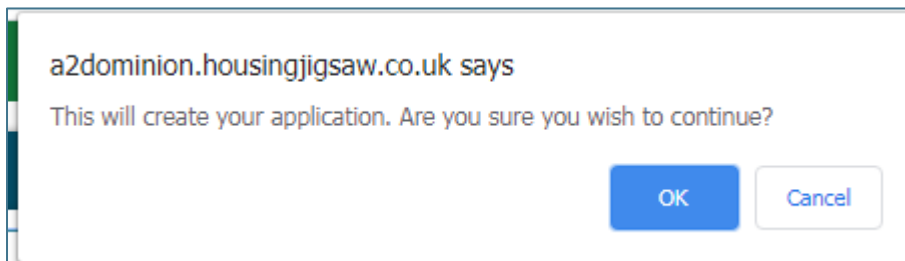 a2dominion.housingjigsaw.co.uk says
This will create your application. Are you sure you wish to continue?
OK Cancel